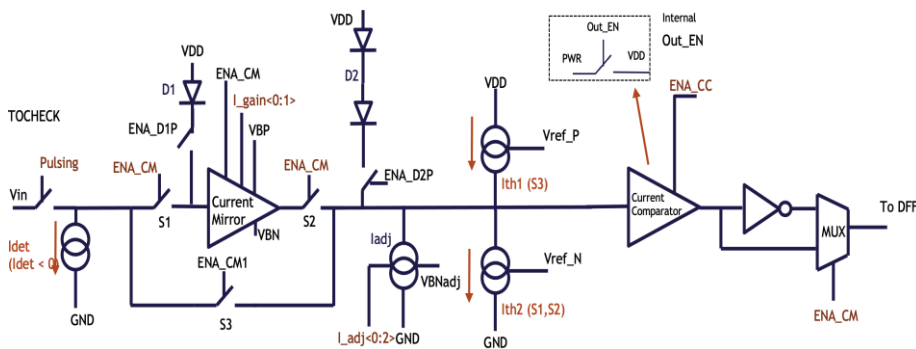 Out_EN
Internal
Out_EN
PWR
VDD
VDD
VDD
D1
ENA_CM
I_gain<0:1>
VBP
D2
VDD
ENA_CC
TOCHECK
ENA_D1P
Vref_P
Pulsing
ENA_CM
ENA_CM
ENA_D2P
Ith1 (S3)
Vin
S1
Current
Mirror
S2
Current
Comparator
To DFF
MUX
VBN
Iadj
Idet
(Idet < 0)
ENA_CM1
VBNadj
Vref_N
S3
Ith2 (S1,S2)
GND
I_adj<0:2>
GND
GND
ENA_CM